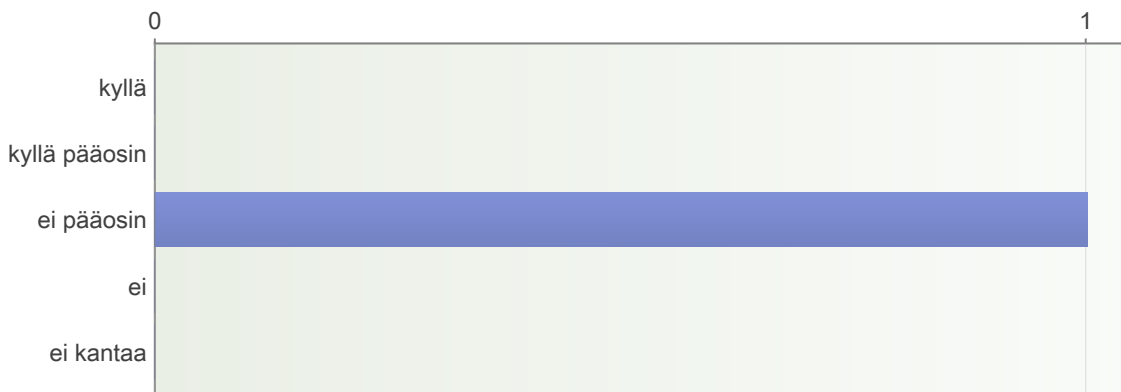 0 1
kyllä
kyllä pääosin
ei pääosin
ei
ei kantaa